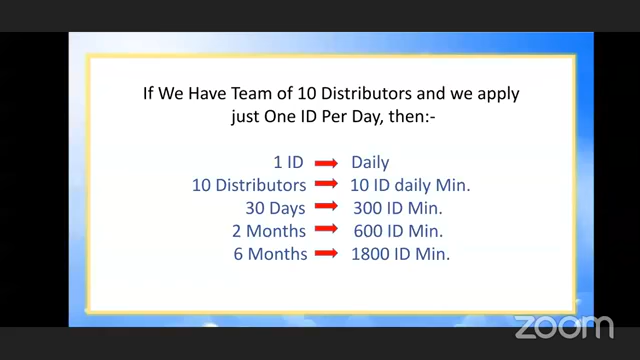 If We Have Team of 10 Distributors and we apply
just One ID Per Day, then:-
1 ID → Daily
10 Distributors → 10 ID daily Min.
30 Days → 300 ID Min.
2 Months → 600 ID Min.
6 Months → 1800 ID Min.
zoom